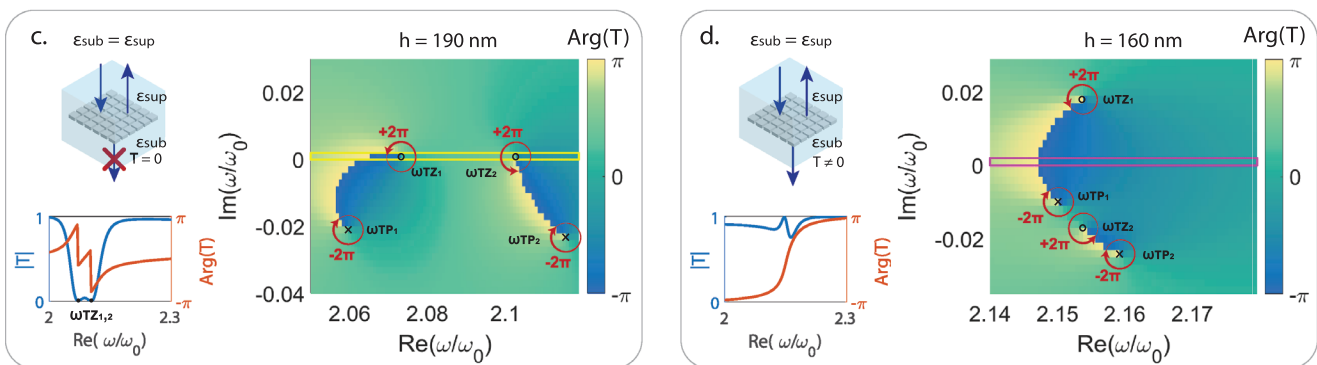 c.
εsub = εsup
εsup
εsub
T = 0
|T|
1
0
π
-π
Arg(T)
ωTZ₁,₂
2
2.3
Re( ω/ω₀)
h = 190 nm
Arg(T)
π
0
-π
Im(ω/ω₀)
0.02
0
-0.02
-0.04
+2π
+2π
ωTZ₁
ωTZ₂
ωTP₁
ωTP₂
-2π
-2π
2.06
2.08
2.1
Re(ω/ω₀)
d.
εsub = εsup
εsup
εsub
T ≠ 0
|T|
1
0
π
-π
Arg(T)
2
2.3
Re( ω/ω₀)
h = 160 nm
Arg(T)
π
0
-π
Im(ω/ω₀)
0.02
0
-0.02
+2π
ωTZ₁
ωTP₁
-2π
ωTZ₂
+2π
ωTP₂
-2π
2.14
2.15
2.16
2.17
Re(ω/ω₀)